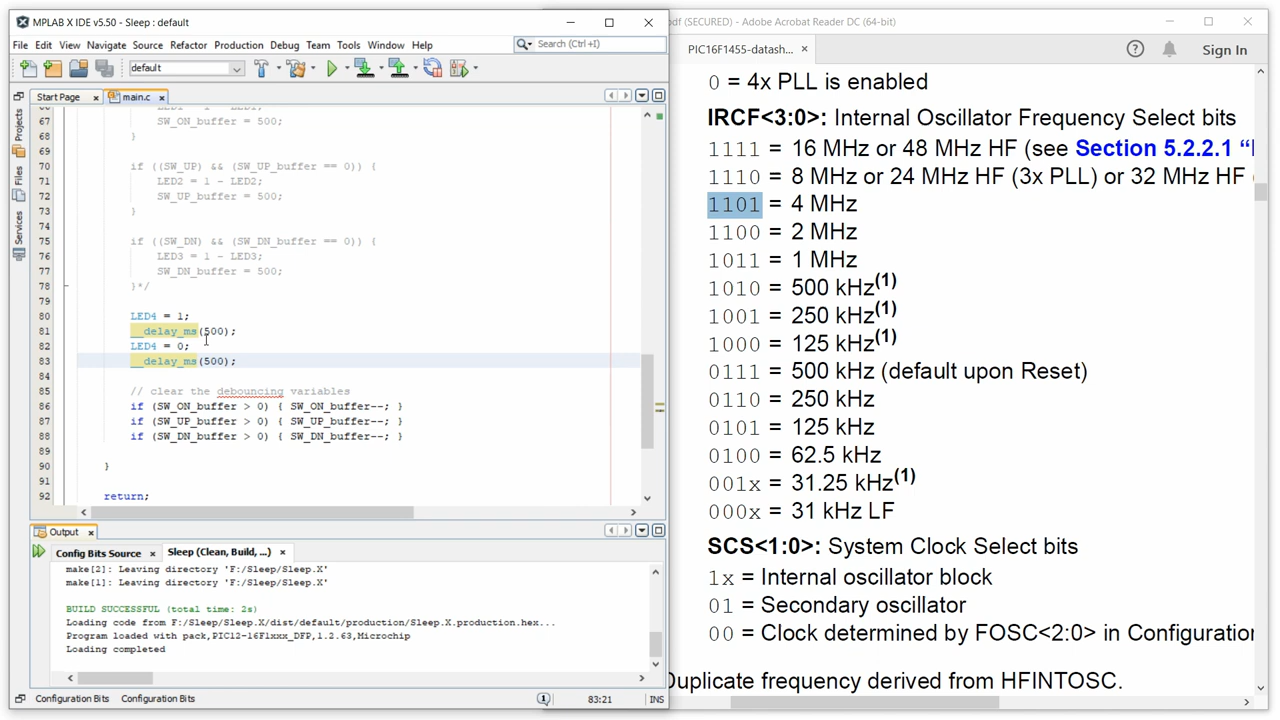 MPLAB X IDE v5.50 - Sleep : default
File Edit View Navigate Source Refactor Production Debug Team Tools Window Help
Search (Ctrl+I)
default
Start Page
main.c
Projects
Files
Services
67 SW_ON_buffer = 500;
68 }
69
70 if ((SW_UP) && (SW_UP_buffer == 0)) {
71 LED2 = 1 - LED2;
72 SW_UP_buffer = 500;
73 }
74
75 if ((SW_DN) && (SW_DN_buffer == 0)) {
76 LED3 = 1 - LED3;
77 SW_DN_buffer = 500;
78 }*/
79
80 LED4 = 1;
81 __delay_ms(500);
82 LED4 = 0;
83 __delay_ms(500);
84
85 // clear the debouncing variables
86 if (SW_ON_buffer > 0) { SW_ON_buffer--; }
87 if (SW_UP_buffer > 0) { SW_UP_buffer--; }
88 if (SW_DN_buffer > 0) { SW_DN_buffer--; }
89
90 }
91
92 return;
Output
Config Bits Source
Sleep (Clean, Build, ...)
make[2]: Leaving directory 'F:/Sleep/Sleep.X'
make[1]: Leaving directory 'F:/Sleep/Sleep.X'
BUILD SUCCESSFUL (total time: 2s)
Loading code from F:/Sleep/Sleep.X/dist/default/production/Sleep.X.production.hex...
Program loaded with pack,PIC12-16F1xxx_DFP,1.2.63,Microchip
Loading completed
Configuration Bits
Configuration Bits
1
83:21
INS
(SECURED) - Adobe Acrobat Reader DC (64-bit)
PIC16F1455-datash...
Sign In
0 = 4x PLL is enabled
IRCF<3:0>: Internal Oscillator Frequency Select bits
1111 = 16 MHz or 48 MHz HF (see Section 5.2.2.1 “
1110 = 8 MHz or 24 MHz HF (3x PLL) or 32 MHz HF
1101 = 4 MHz
1100 = 2 MHz
1011 = 1 MHz
1010 = 500 kHz(1)
1001 = 250 kHz(1)
1000 = 125 kHz(1)
0111 = 500 kHz (default upon Reset)
0110 = 250 kHz
0101 = 125 kHz
0100 = 62.5 kHz
001x = 31.25 kHz(1)
000x = 31 kHz LF
SCS<1:0>: System Clock Select bits
1x = Internal oscillator block
01 = Secondary oscillator
00 = Clock determined by FOSC<2:0> in Configuration
Duplicate frequency derived from HFINTOSC.